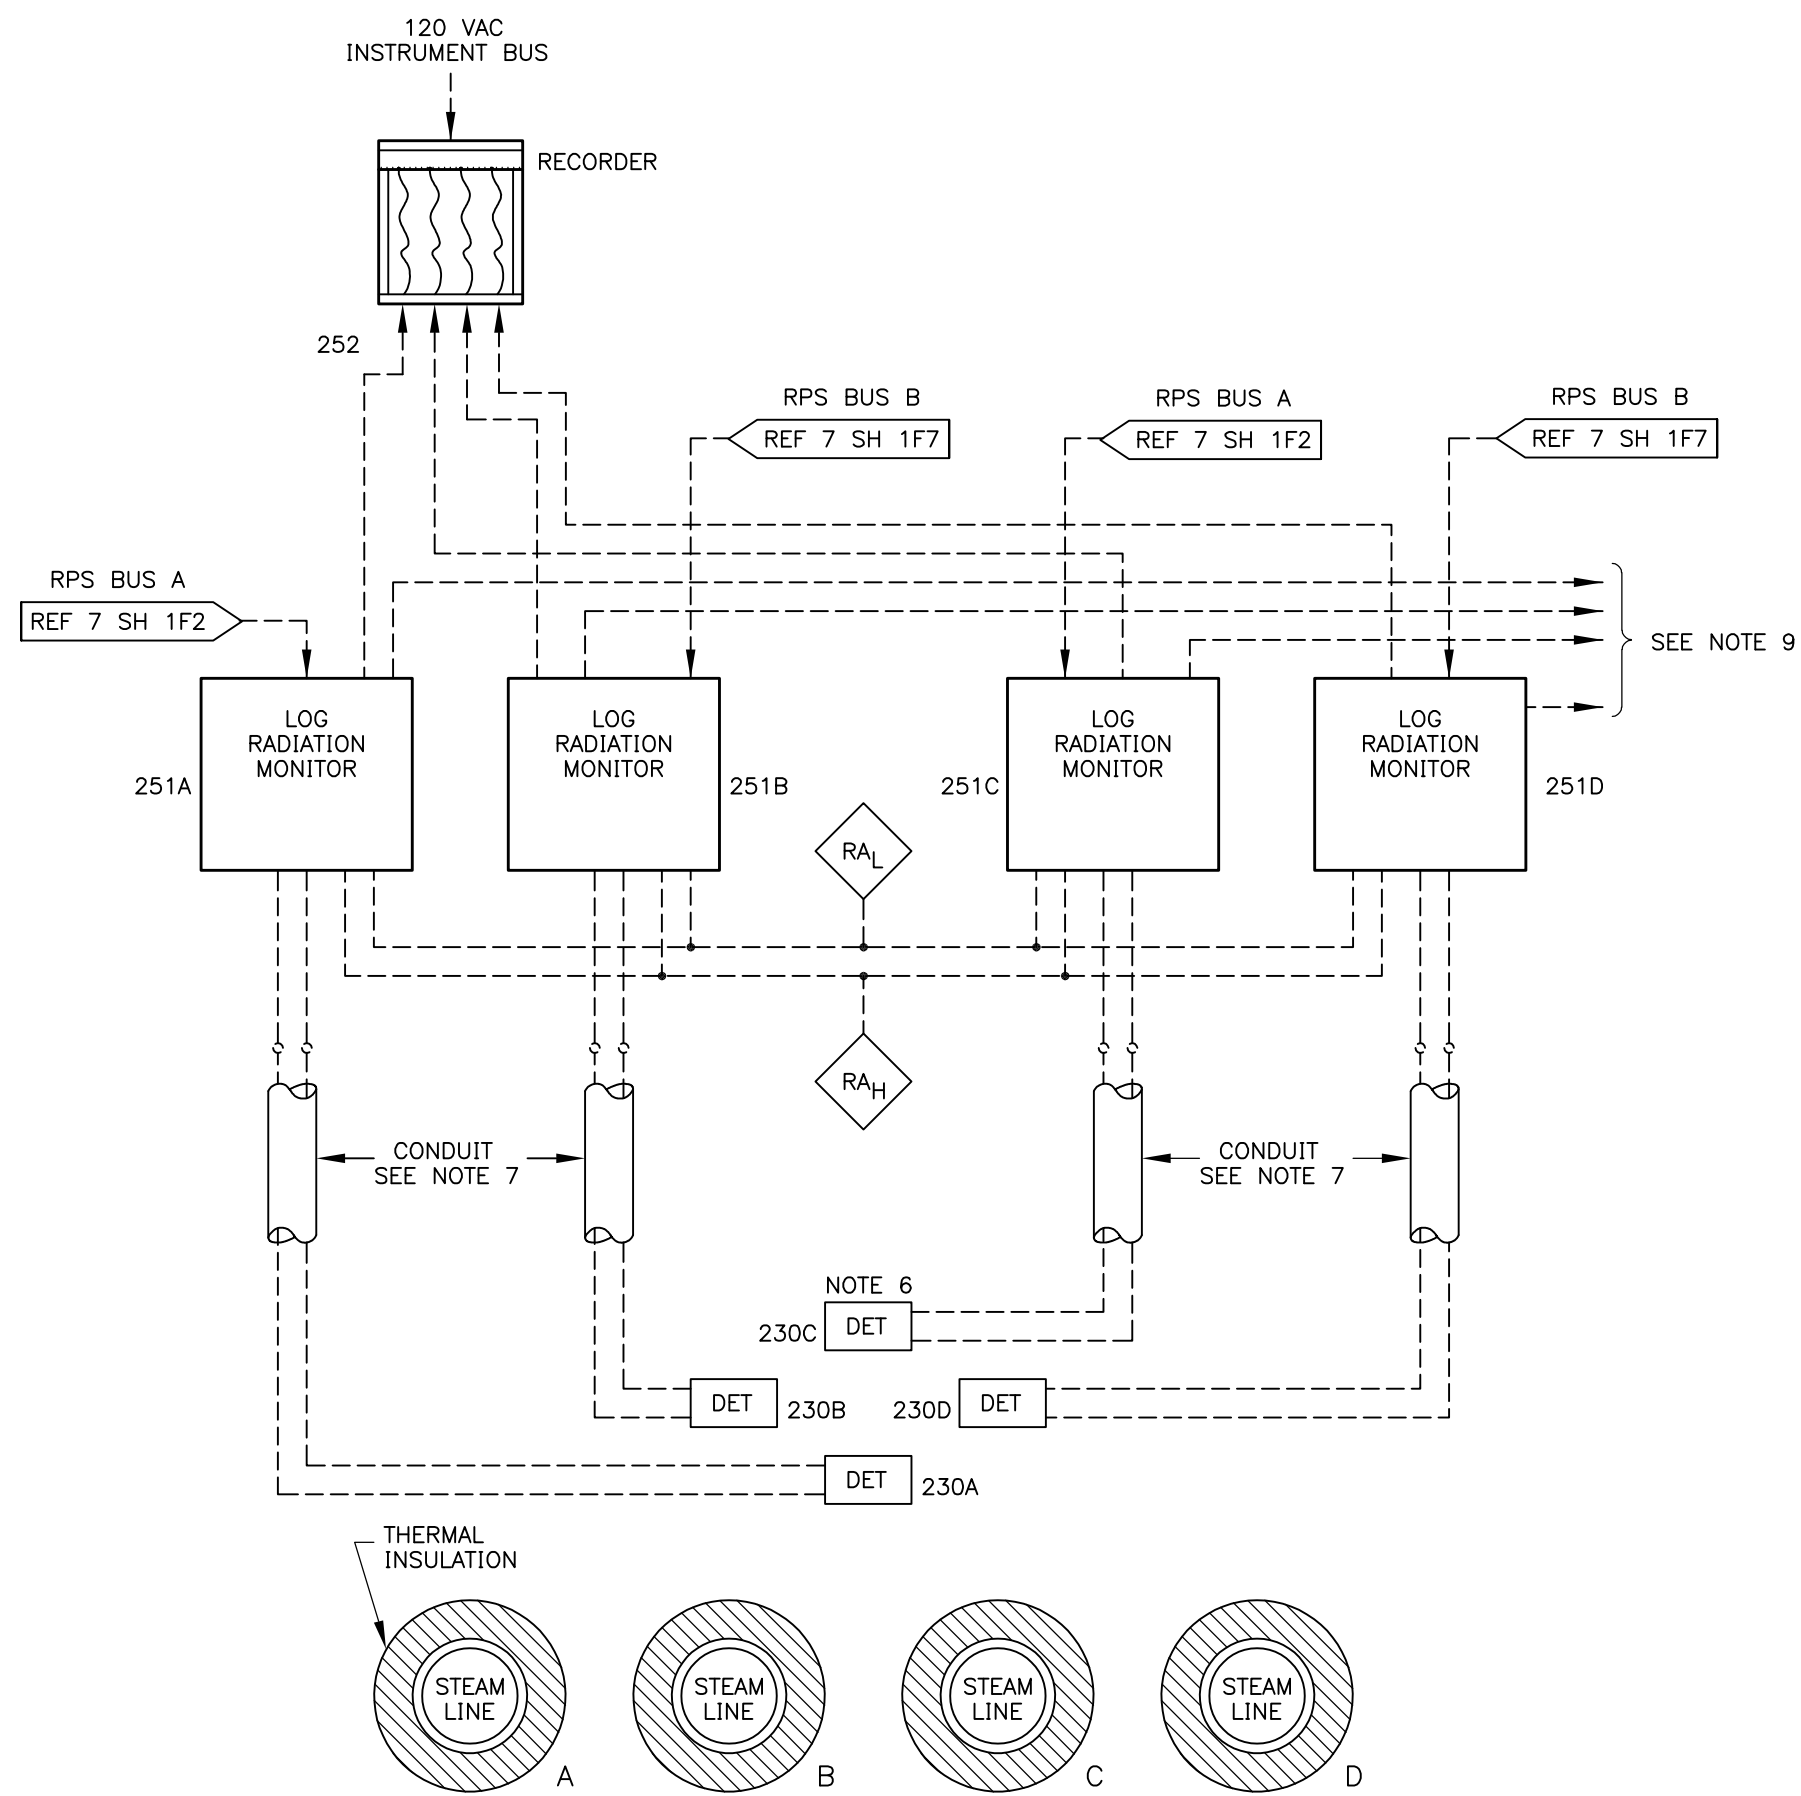 120 VAC
INSTRUMENT BUS
RECORDER
252
RPS BUS B
REF 7 SH 1F7
RPS BUS A
REF 7 SH 1F2
RPS BUS B
REF 7 SH 1F7
RPS BUS A
REF 7 SH 1F2
SEE NOTE 9
LOG
RADIATION
MONITOR
251A
LOG
RADIATION
MONITOR
251B
LOG
RADIATION
MONITOR
251C
LOG
RADIATION
MONITOR
251D
RAL
RAH
CONDUIT
SEE NOTE 7
CONDUIT
SEE NOTE 7
NOTE 6
230C
DET
DET
230B
230D
DET
DET
230A
THERMAL
INSULATION
STEAM
LINE
A
STEAM
LINE
B
STEAM
LINE
C
STEAM
LINE
D